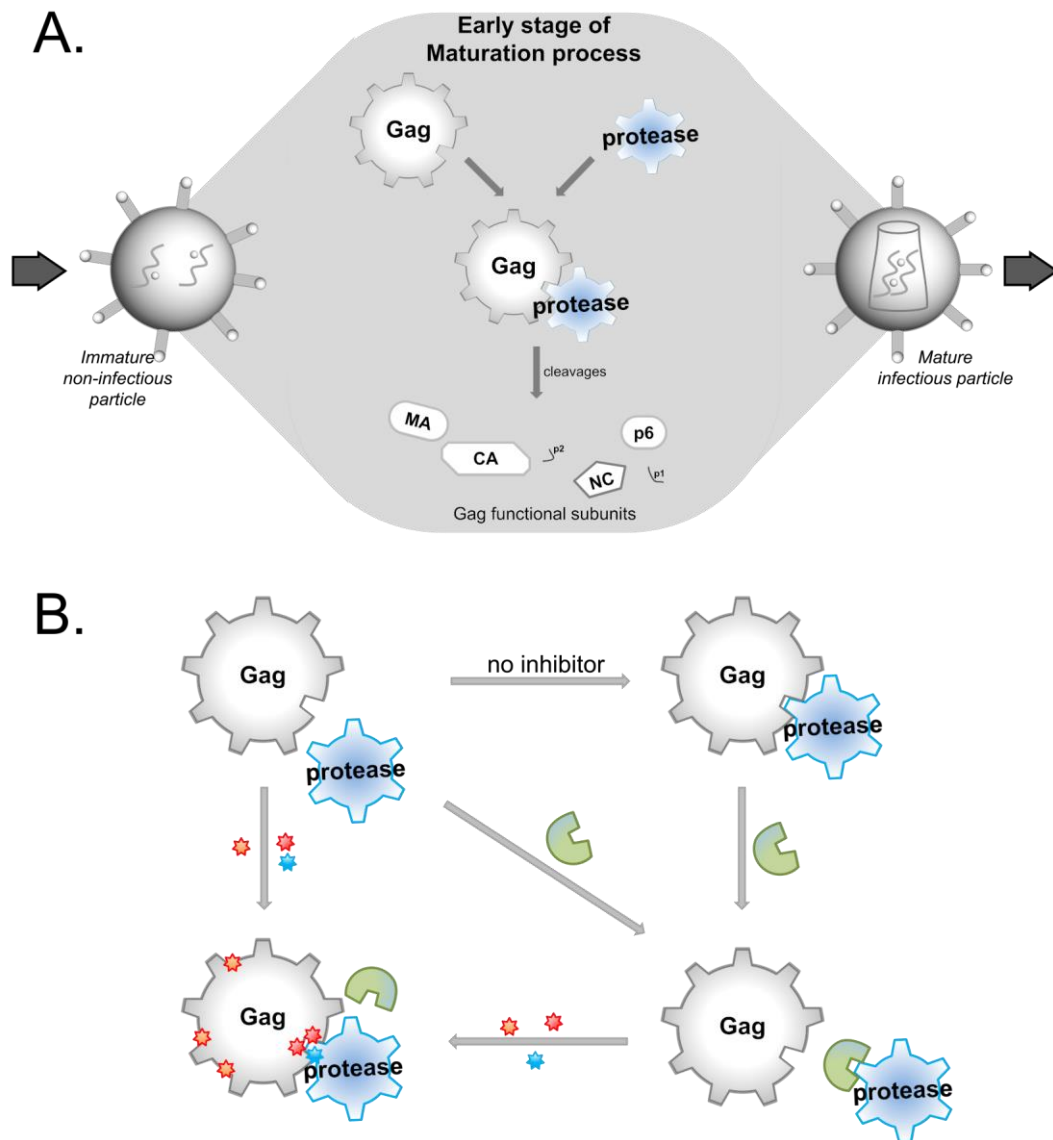 A.
Early stage of
Maturation process
Gag
protease
Gag
protease
Immature
non-infectious
particle
Mature
infectious particle
cleavages
MA
CA
p2
p6
NC
p1
Gag functional subunits
B.
Gag
no inhibitor
Gag
protease
protease
Gag
protease
Gag
protease